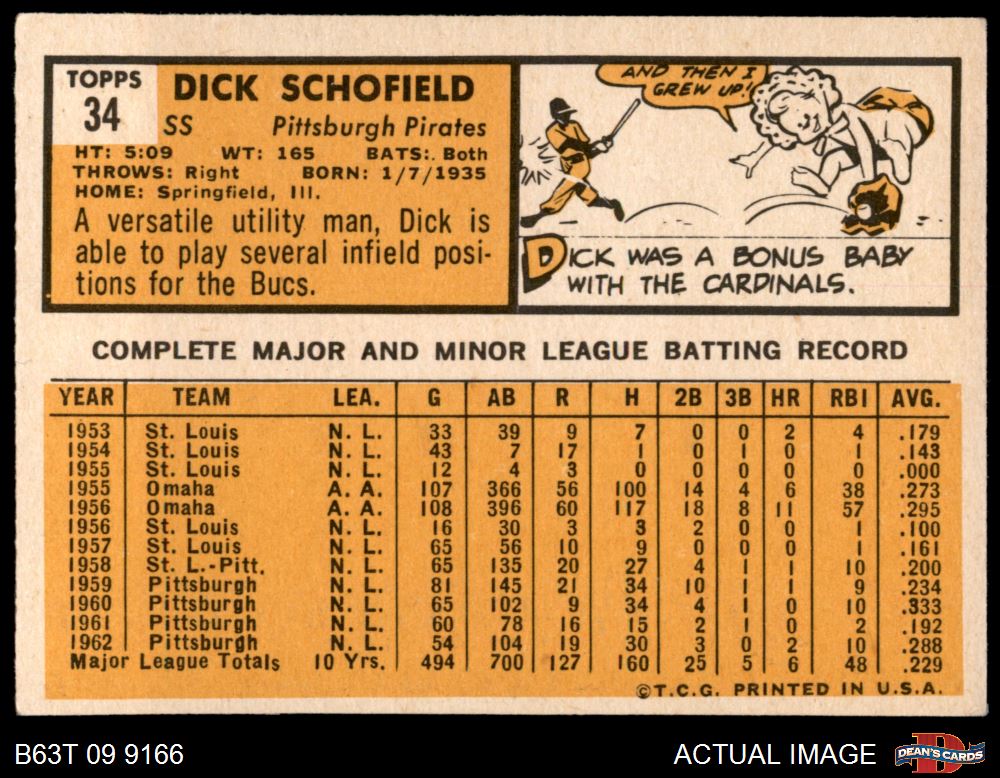 TOPPS
34
DICK SCHOFIELD
SS Pittsburgh Pirates
HT: 5:09 WT: 165 BATS:. Both
THROWS: Right BORN: 1/7/1935
HOME: Springfield, Ill.
A versatile utility man, Dick is
able to play several infield posi-
tions for the Bucs.
AND THEN I
GREW UP!
DICK WAS A BONUS BABY
WITH THE CARDINALS.
COMPLETE MAJOR AND MINOR LEAGUE BATTING RECORD
YEAR TEAM LEA. G AB R H 2B 3B HR RBI AVG.
1953 St. Louis N. L. 33 39 9 7 0 0 2 4 .179
1954 St. Louis N. L. 43 7 17 1 0 1 0 1 .143
1955 St. Louis N. L. 12 4 3 0 0 0 0 0 .000
1955 Omaha A. A. 107 366 56 100 14 4 6 38 .273
1956 Omaha A. A. 108 396 60 117 18 8 11 57 .295
1956 St. Louis N. L. 16 30 3 3 2 0 0 1 .100
1957 St. Louis N. L. 65 56 10 9 0 0 0 1 .161
1958 St. L.-Pitt. N. L. 65 135 20 27 4 1 1 10 .200
1959 Pittsburgh N. L. 81 145 21 34 10 1 1 9 .234
1960 Pittsburgh N. L. 65 102 9 34 4 1 0 10 .333
1961 Pittsburgh N. L. 60 78 16 15 2 1 0 2 .192
1962 Pittsburgh N. L. 54 104 19 30 3 0 2 10 .288
Major League Totals 10 Yrs. 494 700 127 160 25 5 6 48 .229
©T.C.G. PRINTED IN U.S.A.
B63T 09 9166 ACTUAL IMAGE DEAN'S CARDS